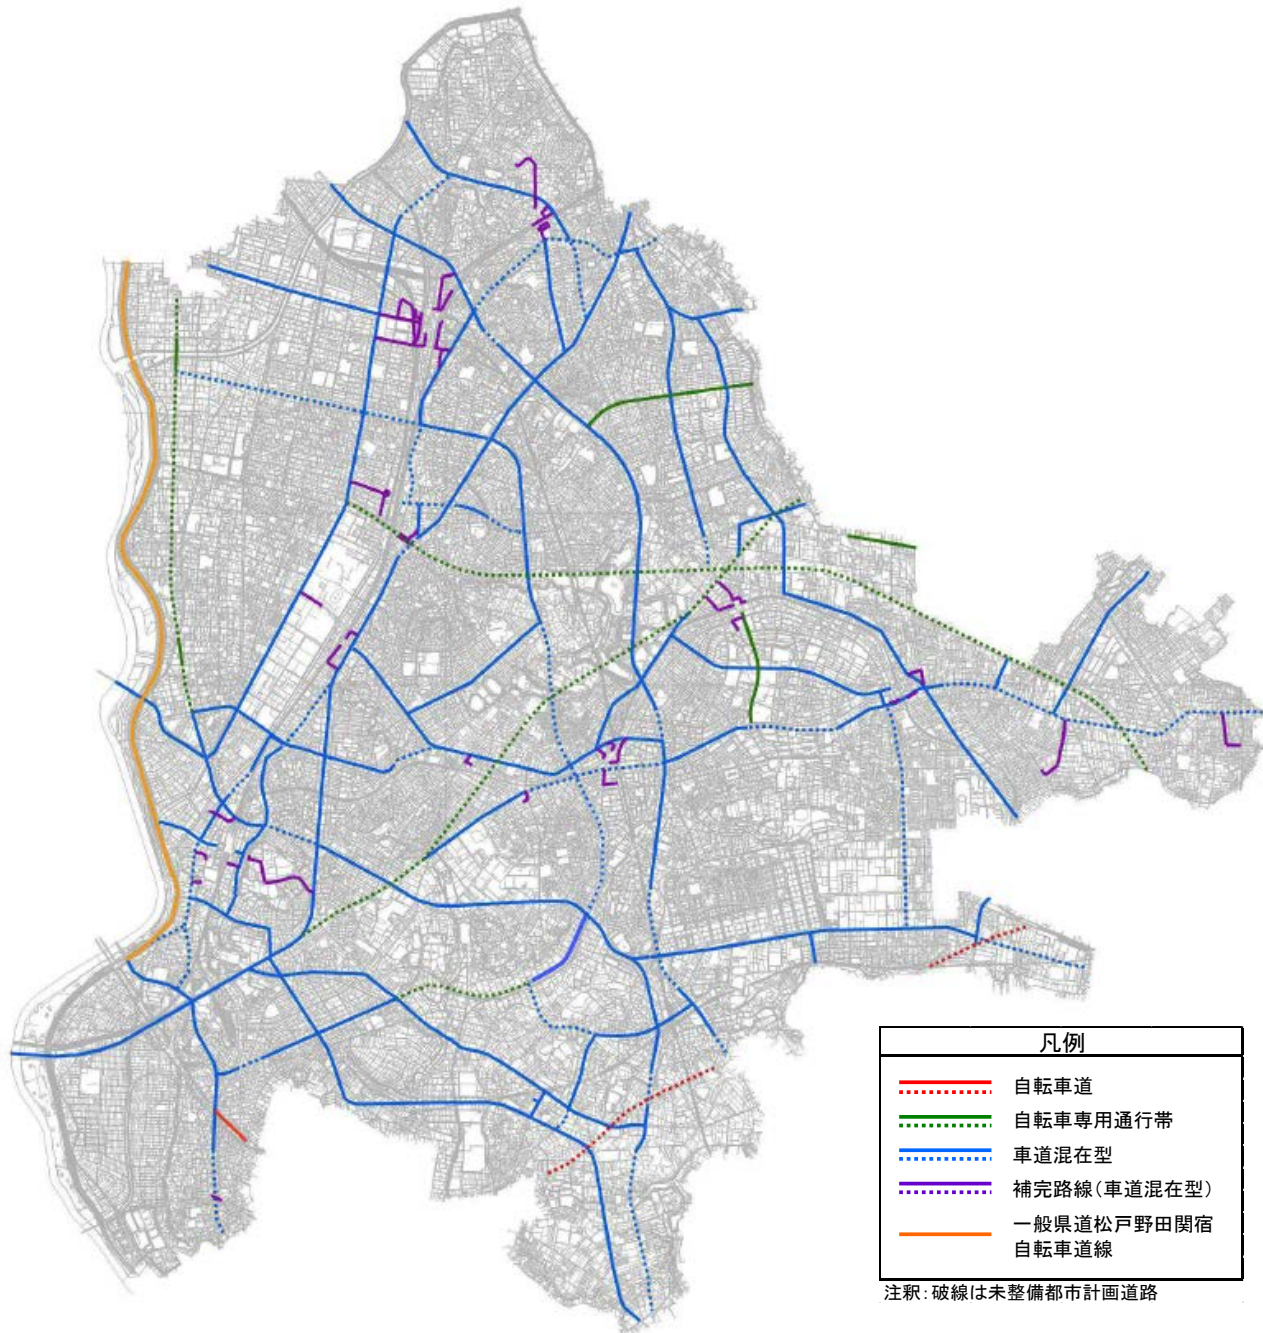 凡例
自転車道
自転車専用通行帯
車道混在型
補完路線(車道混在型)
一般県道松戸野田関宿
自転車道線
注釈:破線は未整備都市計画道路